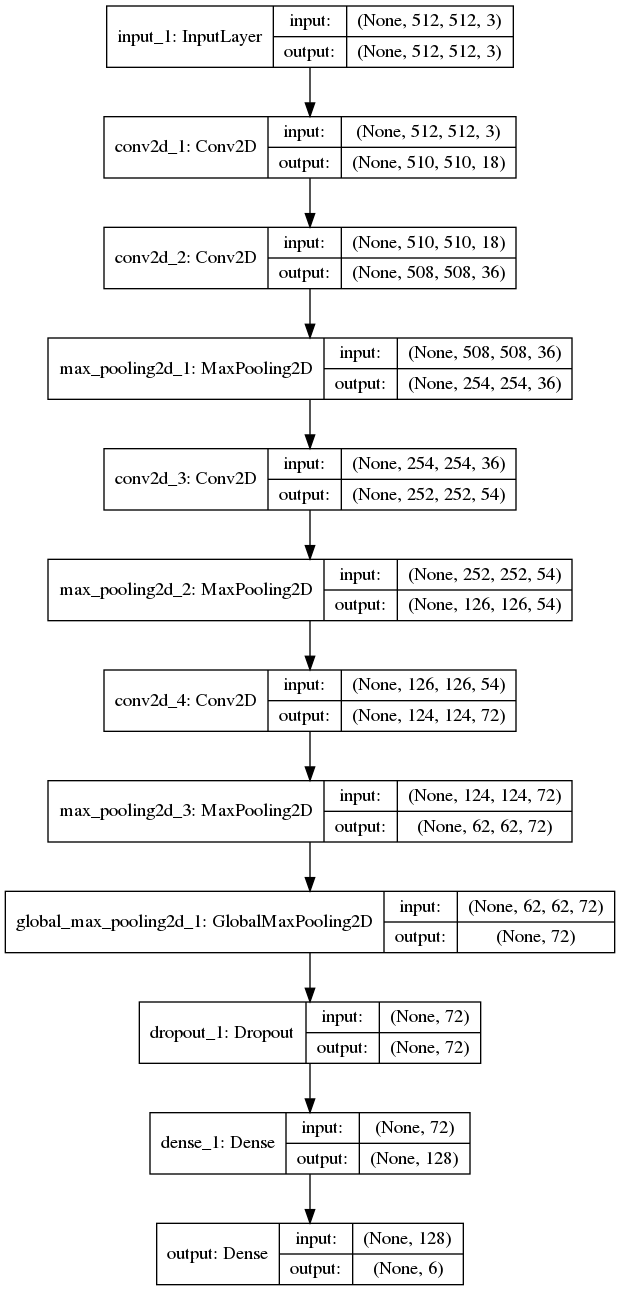 input_1: InputLayer
input: (None, 512, 512, 3)
output: (None, 512, 512, 3)
conv2d_1: Conv2D
input: (None, 512, 512, 3)
output: (None, 510, 510, 18)
conv2d_2: Conv2D
input: (None, 510, 510, 18)
output: (None, 508, 508, 36)
max_pooling2d_1: MaxPooling2D
input: (None, 508, 508, 36)
output: (None, 254, 254, 36)
conv2d_3: Conv2D
input: (None, 254, 254, 36)
output: (None, 252, 252, 54)
max_pooling2d_2: MaxPooling2D
input: (None, 252, 252, 54)
output: (None, 126, 126, 54)
conv2d_4: Conv2D
input: (None, 126, 126, 54)
output: (None, 124, 124, 72)
max_pooling2d_3: MaxPooling2D
input: (None, 124, 124, 72)
output: (None, 62, 62, 72)
global_max_pooling2d_1: GlobalMaxPooling2D
input: (None, 62, 62, 72)
output: (None, 72)
dropout_1: Dropout
input: (None, 72)
output: (None, 72)
dense_1: Dense
input: (None, 72)
output: (None, 128)
output: Dense
input: (None, 128)
output: (None, 6)